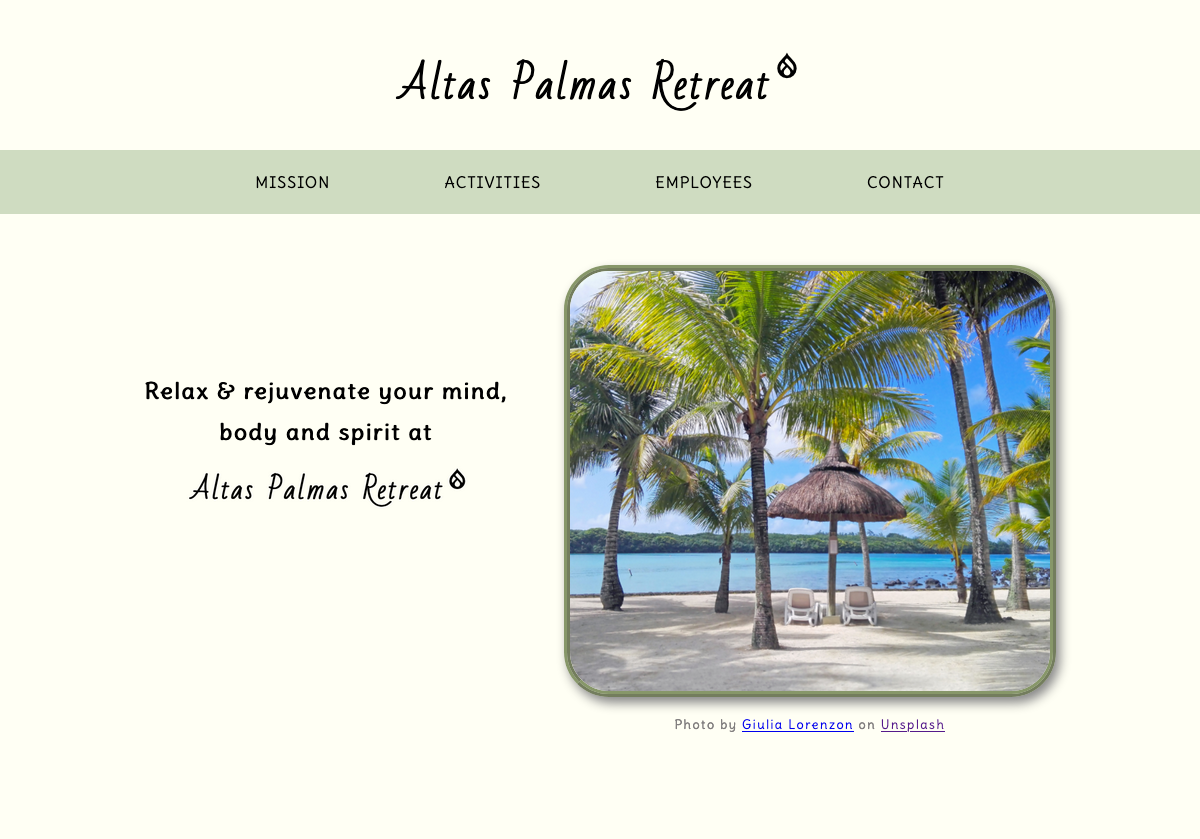 Altas Palmas Retreat
MISSION ACTIVITIES EMPLOYEES CONTACT
Relax & rejuvenate your mind,
body and spirit at
Altas Palmas Retreat
Photo by Giulia Lorenzon on Unsplash